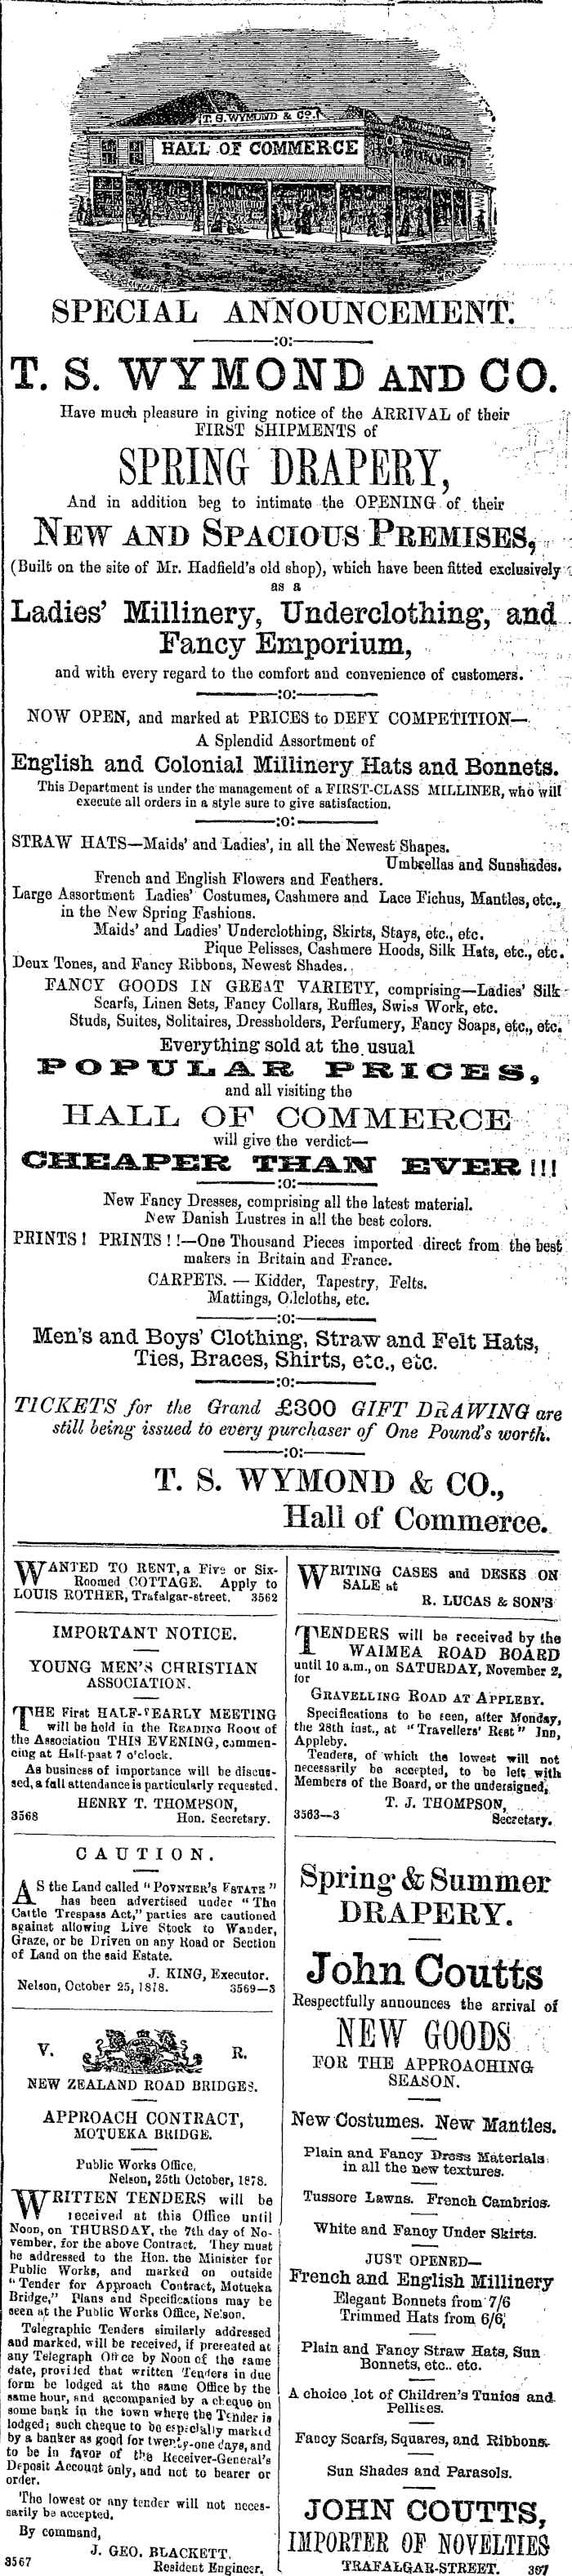 T. S. WYMOND & CO.
HALL OF COMMERCE
SPECIAL ANNOUNCEMENT.
:o:
T. S. WYMOND AND CO.
Have much pleasure in giving notice of the ARRIVAL of their
FIRST SHIPMENTS of
SPRING DRAPERY,
And in addition beg to intimate the OPENING of their
NEW AND SPACIOUS PREMISES,
(Built on the site of Mr. Hadfield's old shop), which have been fitted exclusively
as a
Ladies' Millinery, Underclothing, and
Fancy Emporium,
and with every regard to the comfort and convenience of customers.
:o:
NOW OPEN, and marked at PRICES to DEFY COMPETITION—
A Splendid Assortment of
English and Colonial Millinery Hats and Bonnets.
This Department is under the management of a FIRST-CLASS MILLINER, who will
execute all orders in a style sure to give satisfaction.
:o:
STRAW HATS—Maids' and Ladies', in all the Newest Shapes.
Umbrellas and Sunshades.
French and English Flowers and Feathers.
Large Assortment Ladies' Costumes, Cashmere and Lace Fichus, Mantles, etc.,
in the New Spring Fashions.
Maids' and Ladies' Underclothing, Skirts, Stays, etc., etc.
Pique Pelisses, Cashmere Hoods, Silk Hats, etc., etc.
Deux Tones, and Fancy Ribbons, Newest Shades.
FANCY GOODS IN GREAT VARIETY, comprising—Ladies' Silk
Scarfs, Linen Sets, Fancy Collars, Ruffles, Swiss Work, etc.
Studs, Suites, Solitaires, Dressholders, Perfumery, Fancy Soaps, etc., etc.
Everything sold at the usual
POPULAR PRICES,
and all visiting the
HALL OF COMMERCE
will give the verdict—
CHEAPER THAN EVER!!!
:o:
New Fancy Dresses, comprising all the latest material.
New Danish Lustres in all the best colors.
PRINTS! PRINTS!!—One Thousand Pieces imported direct from the best
makers in Britain and France.
CARPETS.—Kidder, Tapestry, Felts.
Mattings, Oilcloths, etc.
:o:
Men's and Boys' Clothing, Straw and Felt Hats,
Ties, Braces, Shirts, etc., etc.
:o:
TICKETS for the Grand £300 GIFT DRAWING are
still being issued to every purchaser of One Pound's worth.
:o:
T. S. WYMOND & CO.,
Hall of Commerce.
WANTED TO RENT, a Five or Six-
Roomed COTTAGE. Apply to
LOUIS ROTHER, Trafalgar-street. 3562
IMPORTANT NOTICE.
YOUNG MEN'S CHRISTIAN
ASSOCIATION.
THE First HALF-YEARLY MEETING
will be held in the READING ROOM of
the Association THIS EVENING, commen-
cing at Half-past 7 o'clock.
As business of importance will be discus-
sed, a full attendance is particularly requested.
HENRY T. THOMPSON,
3568 Hon. Secretary.
CAUTION.
AS the Land called "POYNTER'S ESTATE"
has been advertised under "The
Cattle Trespass Act," parties are cautioned
against allowing Live Stock to Wander,
Graze, or be Driven on any Road or Section
of Land on the said Estate.
J. KING, Executor.
Nelson, October 25, 1878. 3569—3
V. R.
NEW ZEALAND ROAD BRIDGES.
APPROACH CONTRACT,
MOTUEKA BRIDGE.
Public Works Office,
Nelson, 25th October, 1878.
WRITTEN TENDERS will be
received at this Office until
Noon, on THURSDAY, the 7th day of No-
vember, for the above Contract. They must
be addressed to the Hon. the Minister for
Public Works, and marked on outside
"Tender for Approach Contract, Motueka
Bridge," Plans and Specifications may be
seen at the Public Works Office, Nelson.
Telegraphic Tenders similarly addressed
and marked, will be received, if presented at
any Telegraph Office by Noon of the same
date, provided that written Tenders in due
form be lodged at the same Office by the
same hour, and accompanied by a cheque on
some bank in the town where the Tender is
lodged; such cheque to be especially marked
by a banker as good for twenty-one days, and
to be in favor of the Receiver-General's
Deposit Account only, and not to bearer or
order.
The lowest or any tender will not neces-
sarily be accepted.
By command,
J. GEO. BLACKETT,
3567 Resident Engineer.
WRITING CASES and DESKS ON
SALE at
R. LUCAS & SON'S
TENDERS will be received by the
WAIMEA ROAD BOARD
until 10 a.m., on SATURDAY, November 2,
for
GRAVELLING ROAD AT APPLEBY.
Specifications to be seen, after Monday,
the 28th inst., at "Travellers' Rest" Inn,
Appleby.
Tenders, of which the lowest will not
necessarily be accepted, to be left with
Members of the Board, or the undersigned,
T. J. THOMPSON,
3563—3 Secretary.
Spring & Summer
DRAPERY.
John Coutts
Respectfully announces the arrival of
NEW GOODS
FOR THE APPROACHING
SEASON.
New Costumes. New Mantles.
Plain and Fancy Dress Materials
in all the new textures.
Tussore Lawns. French Cambrics.
White and Fancy Under Skirts.
JUST OPENED—
French and English Millinery
Elegant Bonnets from 7/6
Trimmed Hats from 6/6
Plain and Fancy Straw Hats, Sun
Bonnets, etc.. etc.
A choice lot of Children's Tunics and
Pellises.
Fancy Scarfs, Squares, and Ribbons.
Sun Shades and Parasols.
JOHN COUTTS,
IMPORTER OF NOVELTIES
TRAFALGAR-STREET. 397